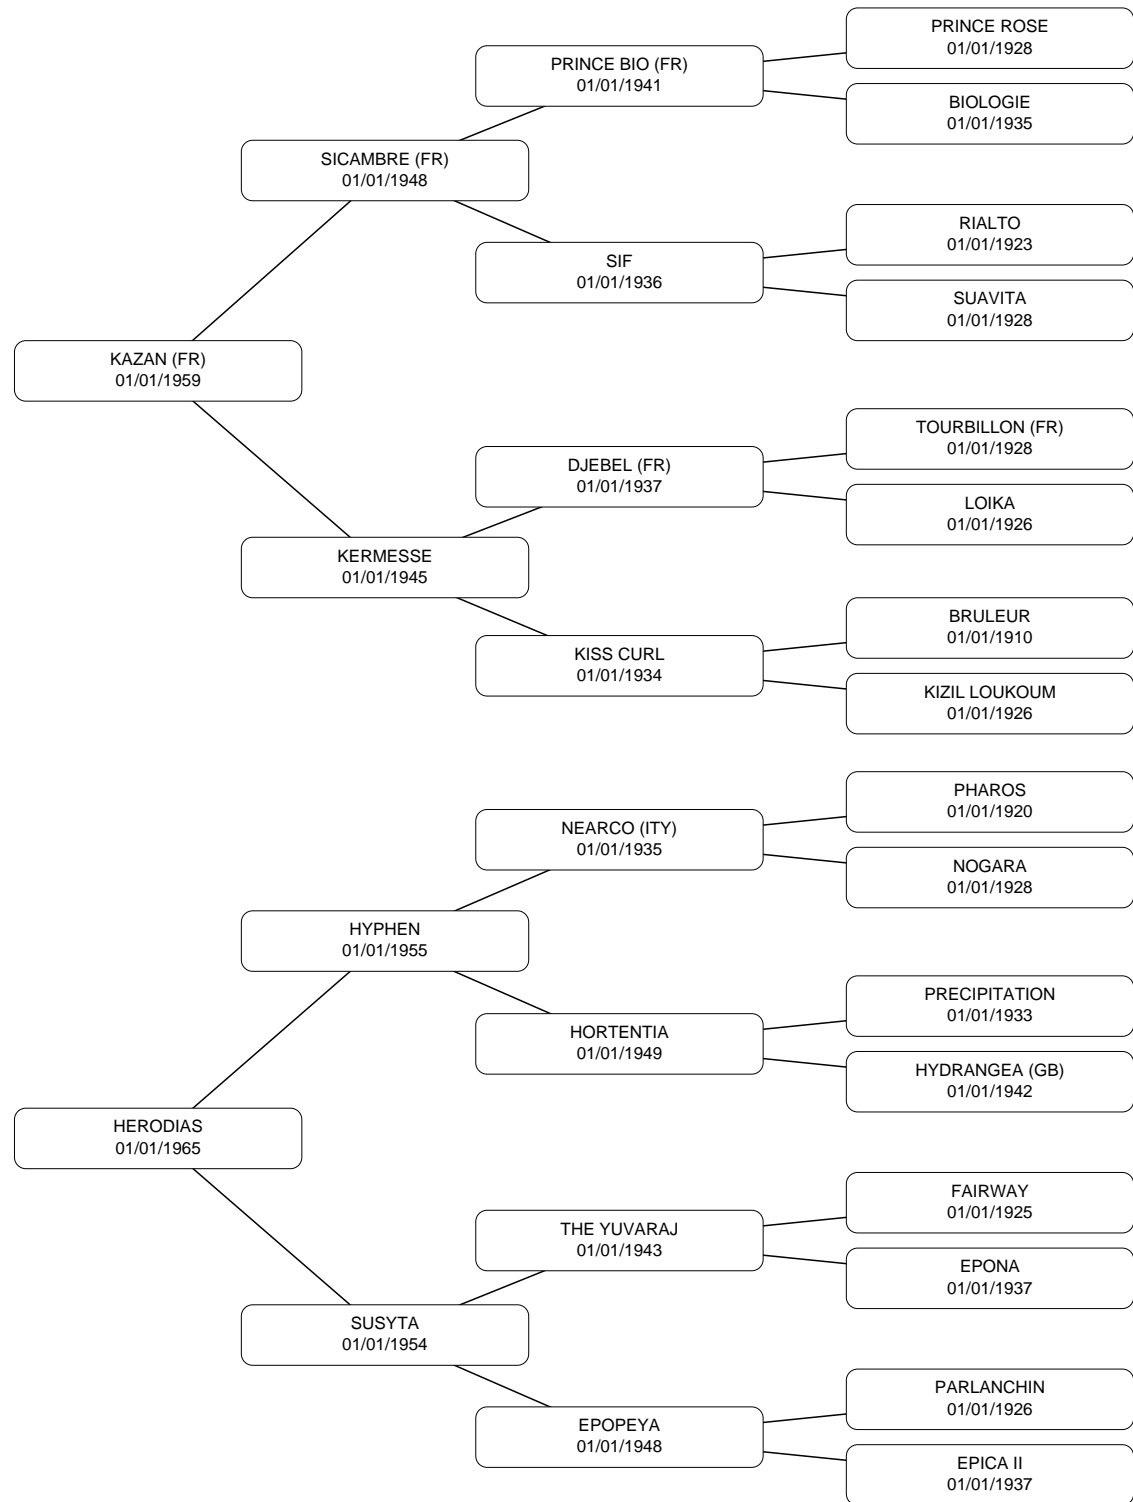 PRINCE ROSE
01/01/1928
PRINCE BIO (FR)
01/01/1941
BIOLOGIE
01/01/1935
SICAMBRE (FR)
01/01/1948
RIALTO
01/01/1923
SIF
01/01/1936
SUAVITA
01/01/1928
KAZAN (FR)
01/01/1959
TOURBILLON (FR)
01/01/1928
DJEBEL (FR)
01/01/1937
LOIKA
01/01/1926
KERMESSE
01/01/1945
BRULEUR
01/01/1910
KISS CURL
01/01/1934
KIZIL LOUKOUM
01/01/1926
PHAROS
01/01/1920
NEARCO (ITY)
01/01/1935
NOGARA
01/01/1928
HYPHEN
01/01/1955
PRECIPITATION
01/01/1933
HORTENTIA
01/01/1949
HYDRANGEA (GB)
01/01/1942
HERODIAS
01/01/1965
FAIRWAY
01/01/1925
THE YUVARAJ
01/01/1943
EPONA
01/01/1937
SUSYTA
01/01/1954
PARLANCHIN
01/01/1926
EPOPEYA
01/01/1948
EPICA II
01/01/1937